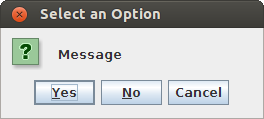 Select an Option
?
Message
Yes No Cancel